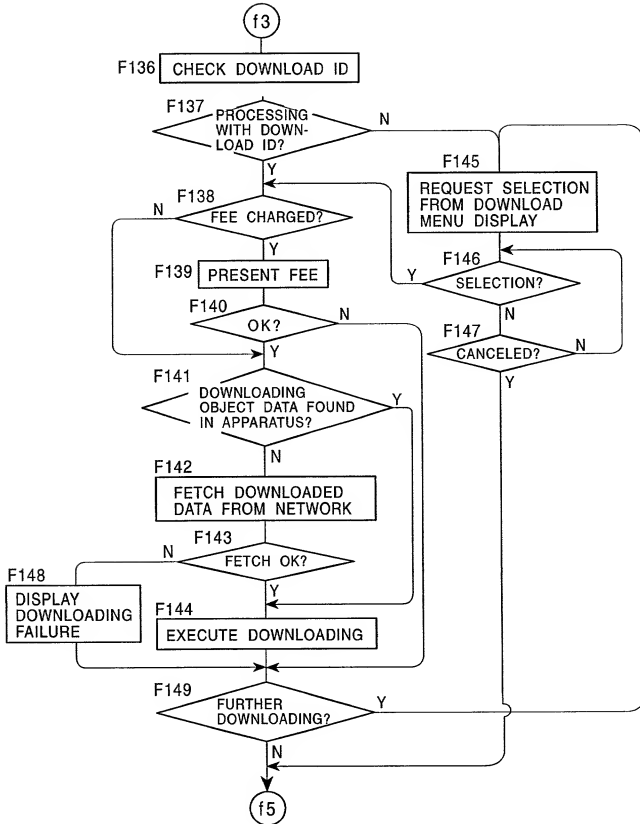 f3
F136 CHECK DOWNLOAD ID
F137
PROCESSING
WITH DOWN-
LOAD ID?
N
Y
F145
REQUEST SELECTION
FROM DOWNLOAD
MENU DISPLAY
F138
N
FEE CHARGED?
Y
F139
PRESENT FEE
F146
Y
SELECTION?
N
F140
OK?
N
Y
F147
CANCELED?
N
Y
F141
DOWNLOADING
OBJECT DATA FOUND
IN APPARATUS?
Y
N
F142
FETCH DOWNLOADED
DATA FROM NETWORK
F143
N
FETCH OK?
Y
F148
DISPLAY
DOWNLOADING
FAILURE
F144
EXECUTE DOWNLOADING
F149
FURTHER
DOWNLOADING?
Y
N
f5